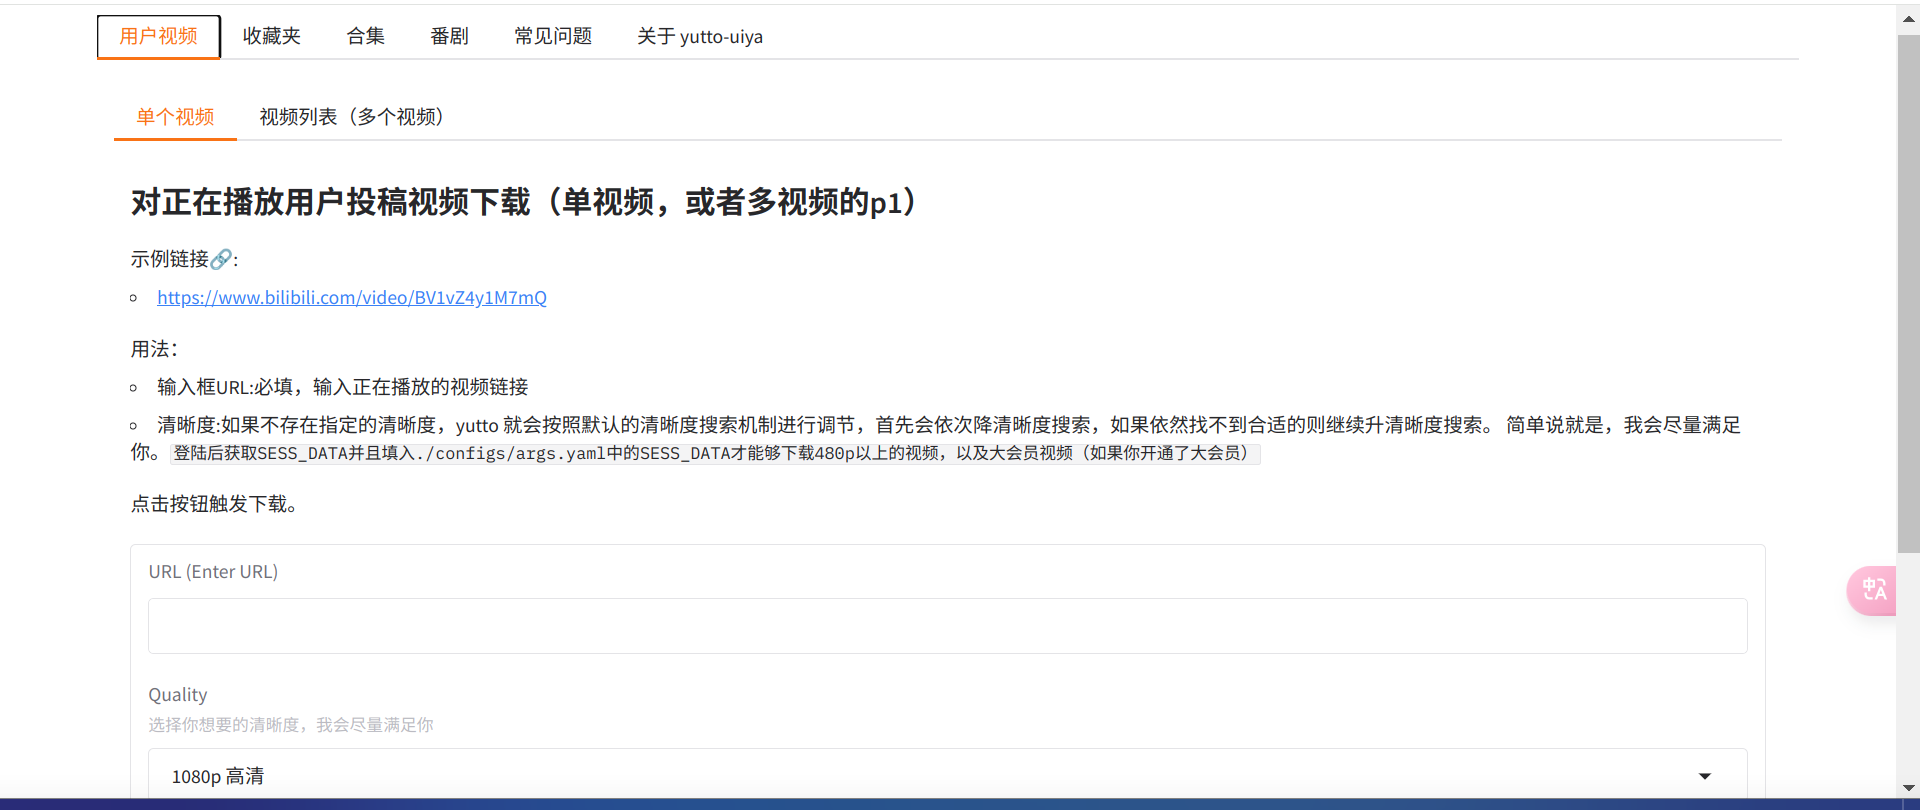 用户视频 收藏夹 合集 番剧 常见问题 关于 yutto-uiya
单个视频 视频列表（多个视频）
对正在播放用户投稿视频下载（单视频，或者多视频的p1）
示例链接🔗:
https://www.bilibili.com/video/BV1vZ4y1M7mQ
用法：
输入框URL:必填，输入正在播放的视频链接
清晰度:如果不存在指定的清晰度，yutto 就会按照默认的清晰度搜索机制进行调节，首先会依次降清晰度搜索，如果依然找不到合适的则继续升清晰度搜索。 简单说就是，我会尽量满足
你。 登陆后获取SESS_DATA并且填入./configs/args.yaml中的SESS_DATA才能够下载480p以上的视频，以及大会员视频（如果你开通了大会员）
点击按钮触发下载。
URL (Enter URL)
中A
Quality
选择你想要的清晰度，我会尽量满足你
1080p 高清